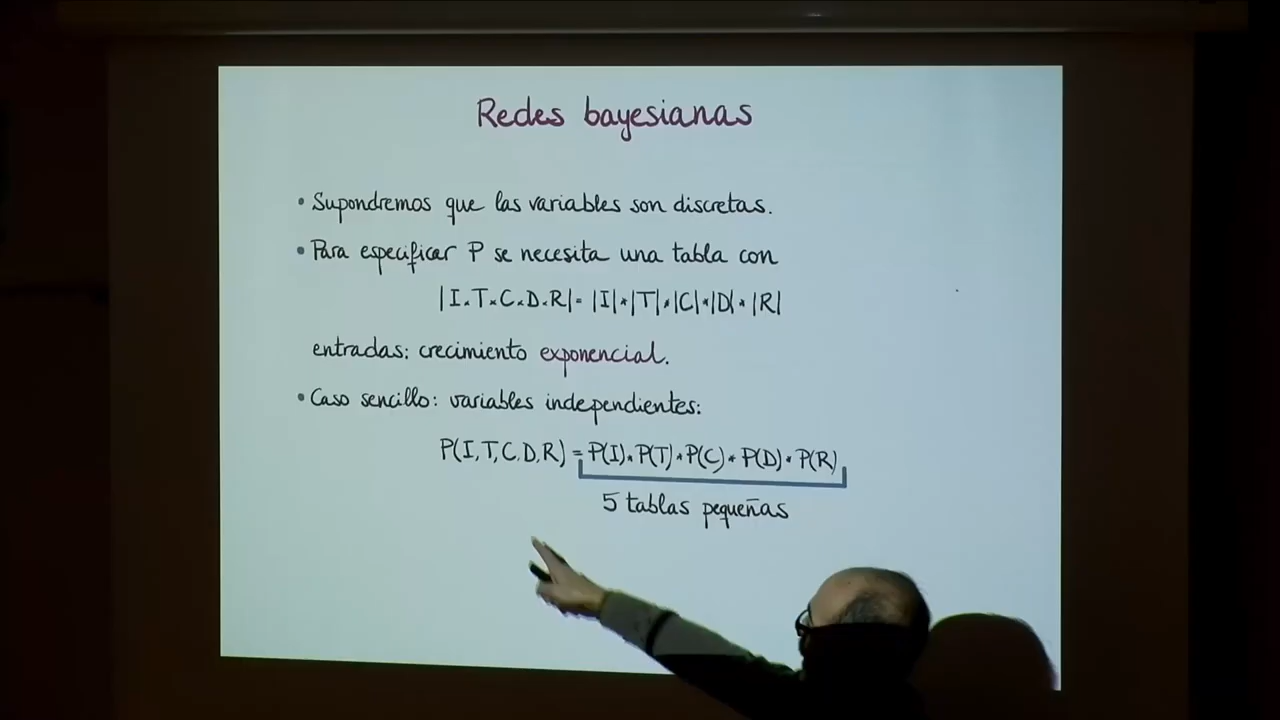 Redes bayesianas
• Supondremos que las variables son discretas.
• Para especificar P se necesita una tabla con
|I×T×C×D×R| = |I|*|T|*|C|*|D|*|R|
entradas: crecimiento exponencial.
• Caso sencillo: variables independientes:
P(I,T,C,D,R) = P(I)*P(T)*P(C)*P(D)*P(R)
5 tablas pequeñas